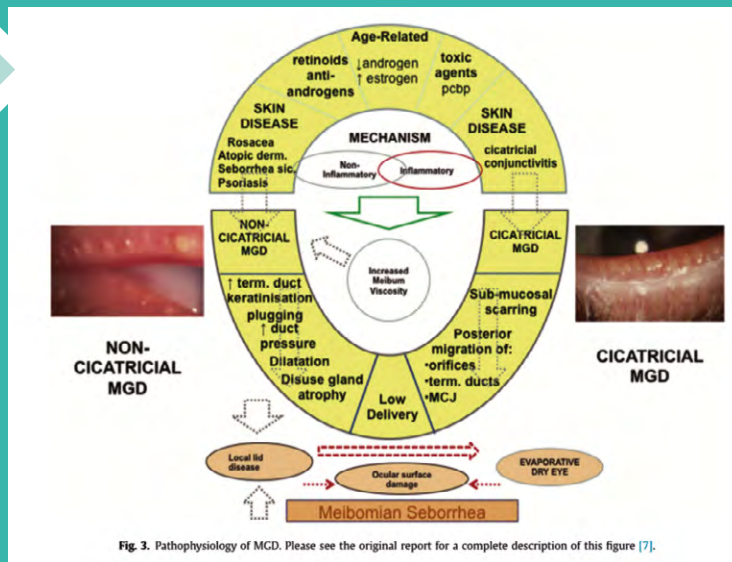 Age-Related
↓androgen
↑ estrogen
retinoids
anti-
androgens
toxic
agents
pcbp
SKIN
DISEASE
Rosacea
Atopic derm.
Seborrhea sic.
Psoriasis
SKIN
DISEASE
cicatricial
conjunctivitis
MECHANISM
Non-
Inflammatory
Inflammatory
NON-
CICATRICIAL
MGD
CICATRICIAL
MGD
Increased
Meibum
Viscosity
↑ term. duct
keratinisation
plugging
↑ duct
pressure
Dilatation
Disuse gland
atrophy
Sub-mucosal
scarring
Posterior
migration of:
•orifices
•term. ducts
•MCJ
Low
Delivery
NON-
CICATRICIAL
MGD
CICATRICIAL
MGD
Local lid
disease
Ocular surface
damage
EVAPORATIVE
DRY EYE
Meibomian Seborrhea
Fig. 3. Pathophysiology of MGD. Please see the original report for a complete description of this figure [7].